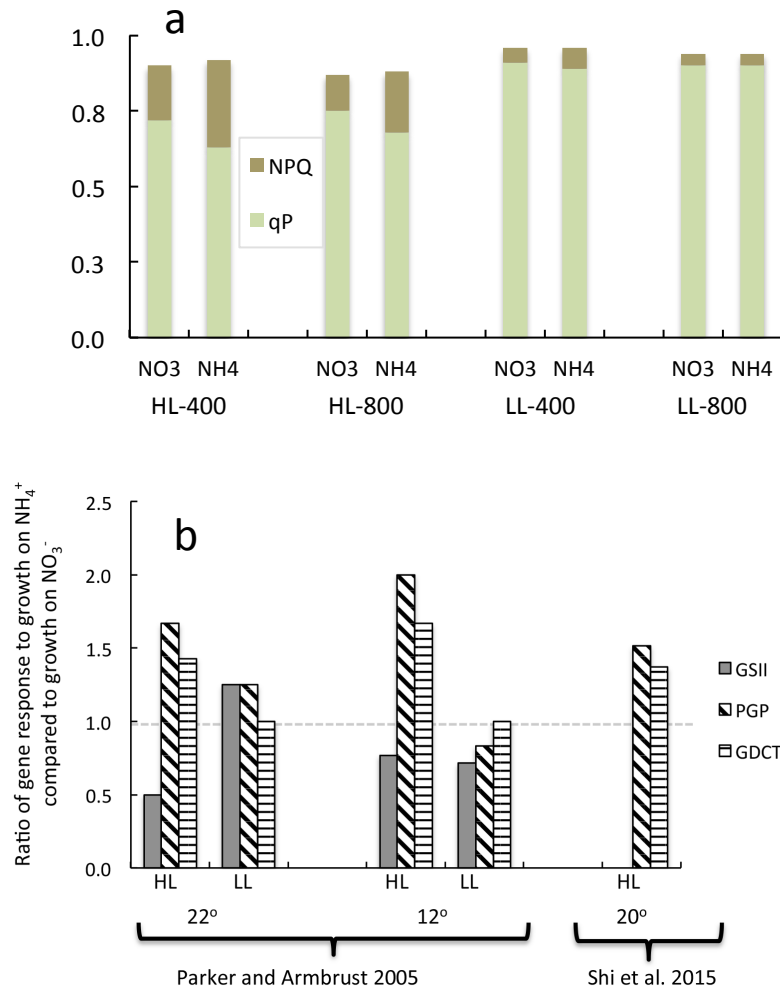 a
1.0
0.8
0.5
0.3
0.0
NPQ
qP
NO3 NH4 NO3 NH4 NO3 NH4 NO3 NH4
HL-400 HL-800 LL-400 LL-800
b
Ratio of gene response to growth on NH₄⁺
compared to growth on NO₃⁻
2.5
2.0
1.5
1.0
0.5
0.0
GSII
PGP
GDCT
HL LL HL LL HL
22° 12° 20°
Parker and Armbrust 2005 Shi et al. 2015